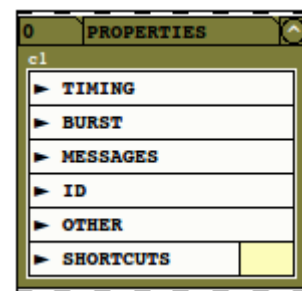 0 PROPERTIES
c1
► TIMING
► BURST
► MESSAGES
► ID
► OTHER
► SHORTCUTS